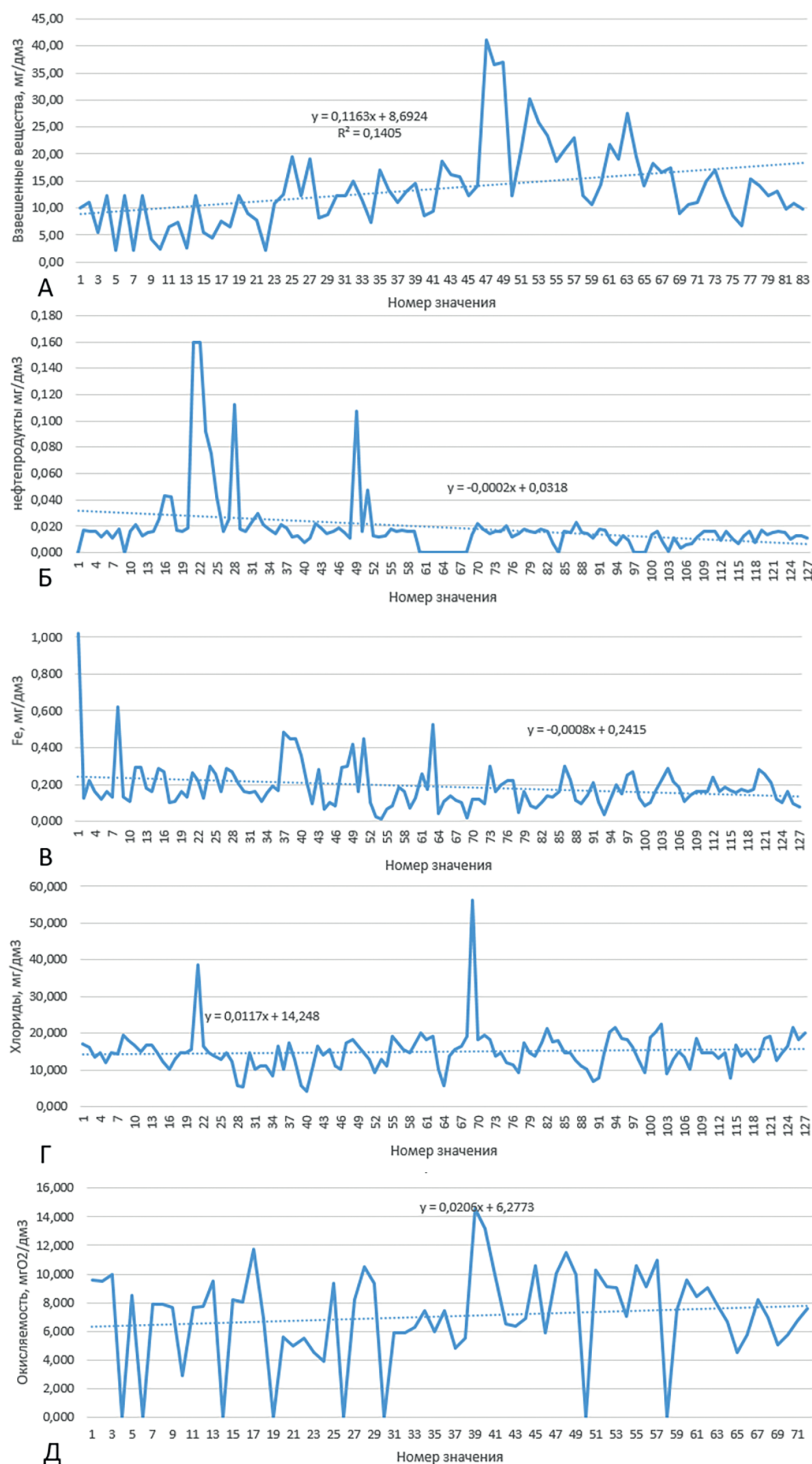 45,00
40,00
35,00
30,00
25,00
20,00
15,00
10,00
5,00
0,00
Взвешенные вещества, мг/дм3
y = 0,1163x + 8,6924
R² = 0,1405
1 3 5 7 9 11 13 15 17 19 21 23 25 27 29 31 33 35 37 39 41 43 45 47 49 51 53 55 57 59 61 63 65 67 69 71 73 75 77 79 81 83
Номер значения
А
0,180
0,160
0,140
0,120
0,100
0,080
0,060
0,040
0,020
0,000
нефтепродукты мг/дм3
y = -0,0002x + 0,0318
1 4 7 10 13 16 19 22 25 28 31 34 37 40 43 46 49 52 55 58 61 64 67 70 73 76 79 82 85 88 91 94 97 100 103 106 109 112 115 118 121 124 127
Номер значения
Б
1,000
0,800
0,600
0,400
0,200
0,000
Fe, мг/дм3
y = -0,0008x + 0,2415
1 4 7 10 13 16 19 22 25 28 31 34 37 40 43 46 49 52 55 58 61 64 67 70 73 76 79 82 85 88 91 94 97 100 103 106 109 112 115 118 121 124 127
Номер значения
В
60,000
50,000
40,000
30,000
20,000
10,000
0,000
Хлориды, мг/дм3
y = 0,0117x + 14,248
1 4 7 10 13 16 19 22 25 28 31 34 37 40 43 46 49 52 55 58 61 64 67 70 73 76 79 82 85 88 91 94 97 100 103 106 109 112 115 118 121 124 127
Номер значения
Г
16,000
14,000
12,000
10,000
8,000
6,000
4,000
2,000
0,000
Окисляемость, мгО2/дм3
y = 0,0206x + 6,2773
1 3 5 7 9 11 13 15 17 19 21 23 25 27 29 31 33 35 37 39 41 43 45 47 49 51 53 55 57 59 61 63 65 67 69 71
Номер значения
Д